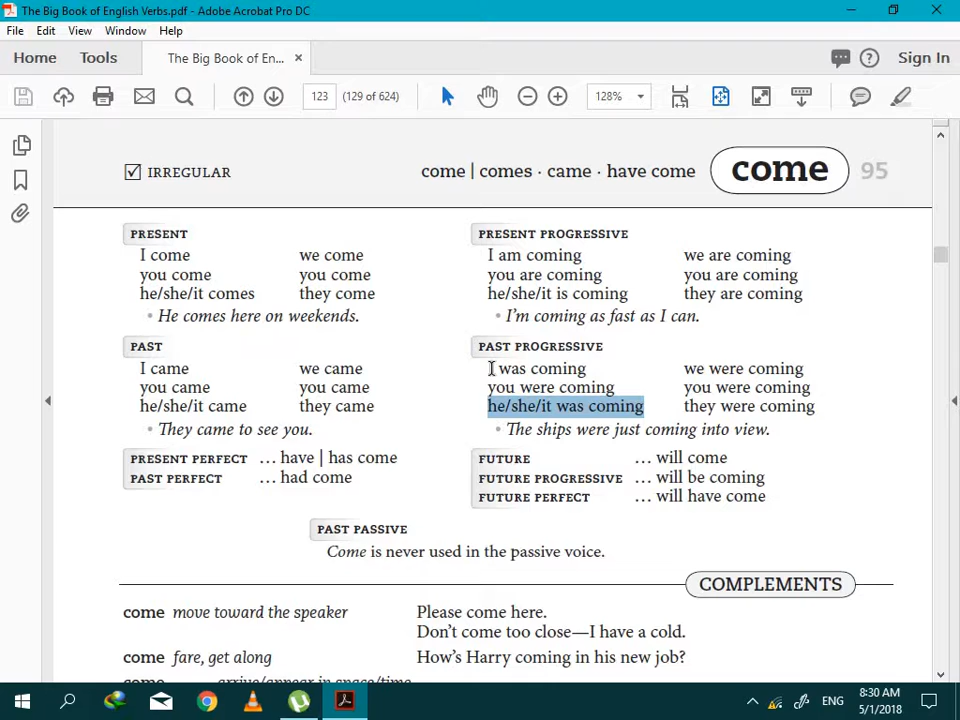 The Big Book of English Verbs.pdf - Adobe Acrobat Pro DC
File Edit View Window Help
Home Tools The Big Book of En... × Sign In
123 (129 of 624) 128%
IRREGULAR come | comes · came · have come come 95
PRESENT
I come we come
you come you come
he/she/it comes they come
• He comes here on weekends.
PRESENT PROGRESSIVE
I am coming we are coming
you are coming you are coming
he/she/it is coming they are coming
• I'm coming as fast as I can.
PAST
I came we came
you came you came
he/she/it came they came
• They came to see you.
PAST PROGRESSIVE
I was coming we were coming
you were coming you were coming
he/she/it was coming they were coming
• The ships were just coming into view.
PRESENT PERFECT … have | has come
PAST PERFECT … had come
FUTURE … will come
FUTURE PROGRESSIVE … will be coming
FUTURE PERFECT … will have come
PAST PASSIVE
Come is never used in the passive voice.
COMPLEMENTS
come move toward the speaker Please come here.
Don't come too close—I have a cold.
come fare, get along How's Harry coming in his new job?
come arrive/appear in space/time
ENG 8:30 AM
5/1/2018